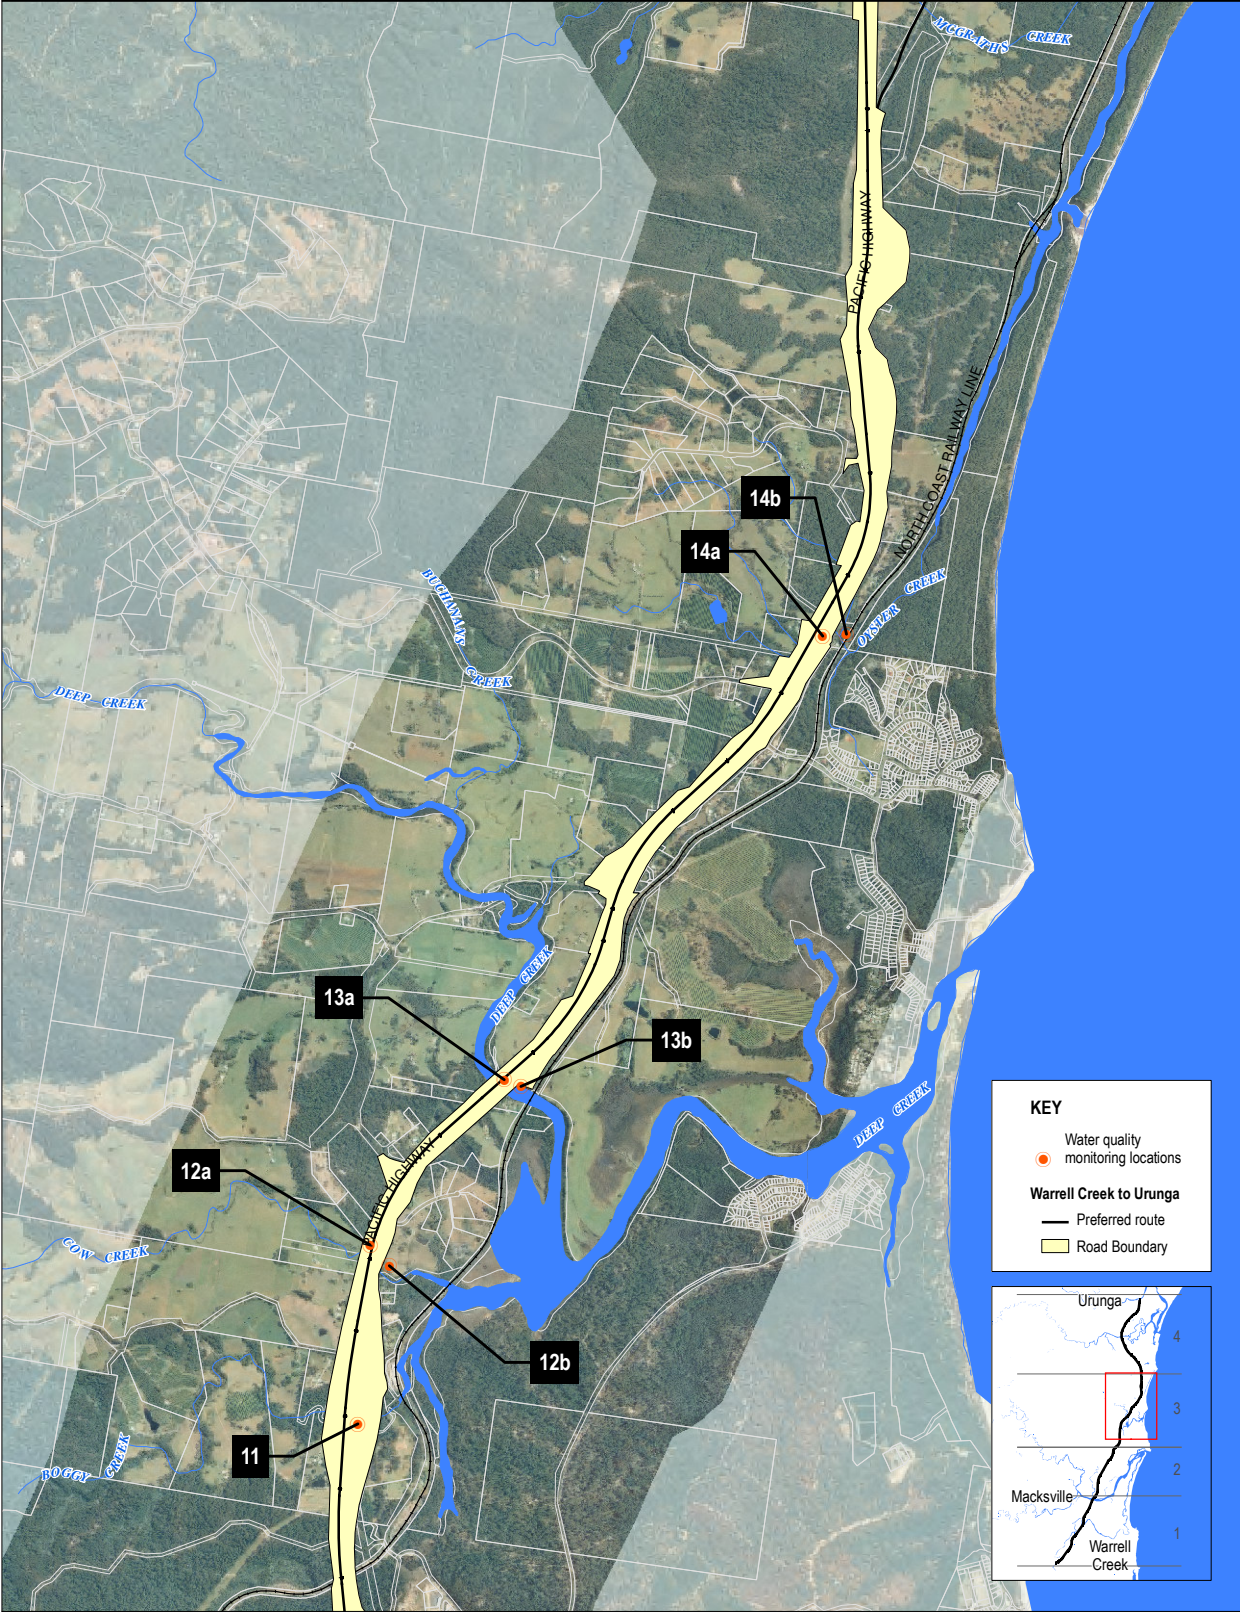 MCGRATHS CREEK
PACIFIC HIGHWAY
NORTH COAST RAILWAY LINE
14b
14a
BUCHANANS
CREEK
OYSTER CREEK
DEEP CREEK
DEEP CREEK
13a
13b
DEEP CREEK
PACIFIC HIGHWAY
12a
COW CREEK
12b
11
BOGGY CREEK
KEY
Water quality
monitoring locations
Warrell Creek to Urunga
Preferred route
Road Boundary
Urunga
4
3
2
Macksville
1
Warrell
Creek